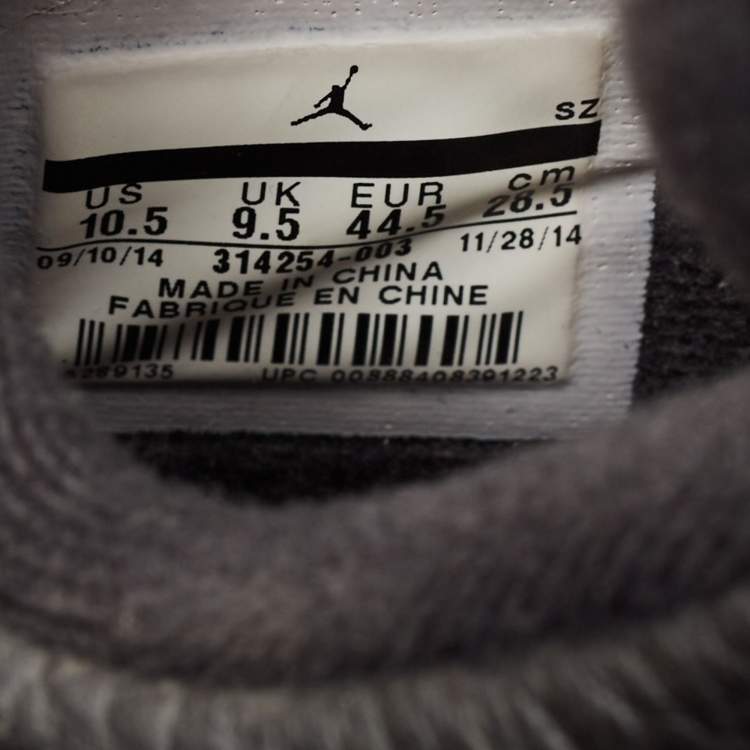 SZ
US UK EUR cm
10.5 9.5 44.5 28.5
09/10/14 314254-003 11/28/14
MADE IN CHINA
FABRIQUE EN CHINE
UPC 00888408391223